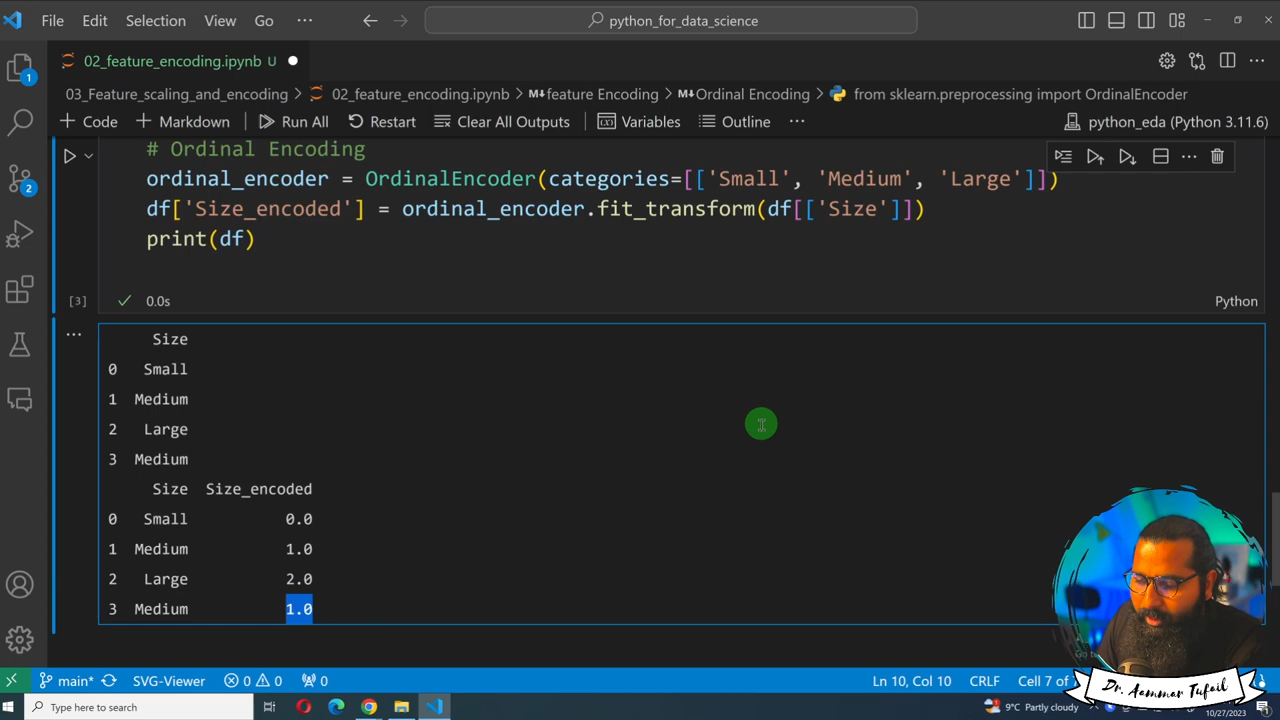 File Edit Selection View Go ··· python_for_data_science
02_feature_encoding.ipynb U
03_Feature_scaling_and_encoding > 02_feature_encoding.ipynb > feature Encoding > Ordinal Encoding > from sklearn.preprocessing import OrdinalEncoder
+ Code + Markdown Run All Restart Clear All Outputs Variables Outline ··· python_eda (Python 3.11.6)
# Ordinal Encoding
ordinal_encoder = OrdinalEncoder(categories=[['Small', 'Medium', 'Large']])
df['Size_encoded'] = ordinal_encoder.fit_transform(df[['Size']])
print(df)
[3] 0.0s Python
Size
0 Small
1 Medium
2 Large
3 Medium
Size Size_encoded
0 Small 0.0
1 Medium 1.0
2 Large 2.0
3 Medium 1.0
1
2
main* SVG-Viewer 0 0 0 Ln 10, Col 10 CRLF Cell 7 of
Dr. Aammar Tufail
Type here to search 9°C Partly cloudy
10/27/2023